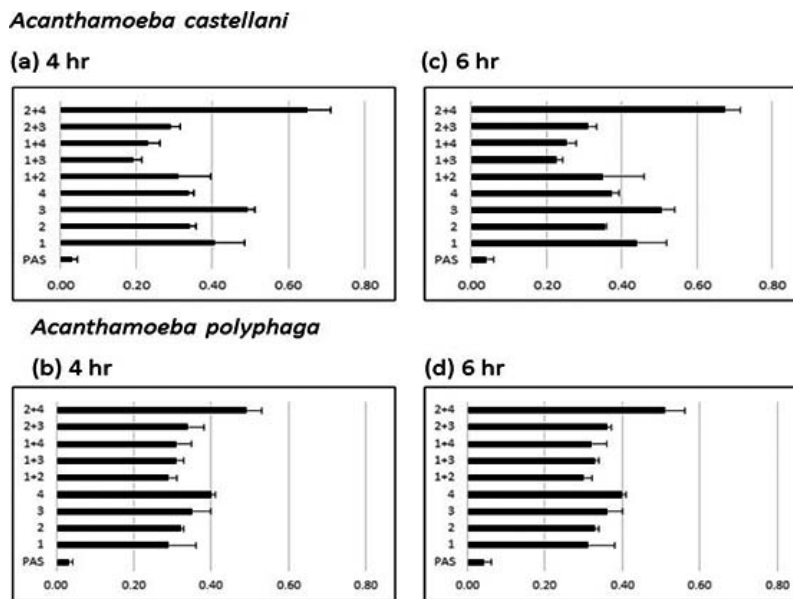 Acanthamoeba castellani
(a) 4 hr
2+4
2+3
1+4
1+3
1+2
4
3
2
1
PAS
0.00 0.20 0.40 0.60 0.80
(c) 6 hr
2+4
2+3
1+4
1+3
1+2
4
3
2
1
PAS
0.00 0.20 0.40 0.60 0.80
Acanthamoeba polyphaga
(b) 4 hr
2+4
2+3
1+4
1+3
1+2
4
3
2
1
PAS
0.00 0.20 0.40 0.60 0.80
(d) 6 hr
2+4
2+3
1+4
1+3
1+2
4
3
2
1
PAS
0.00 0.20 0.40 0.60 0.80